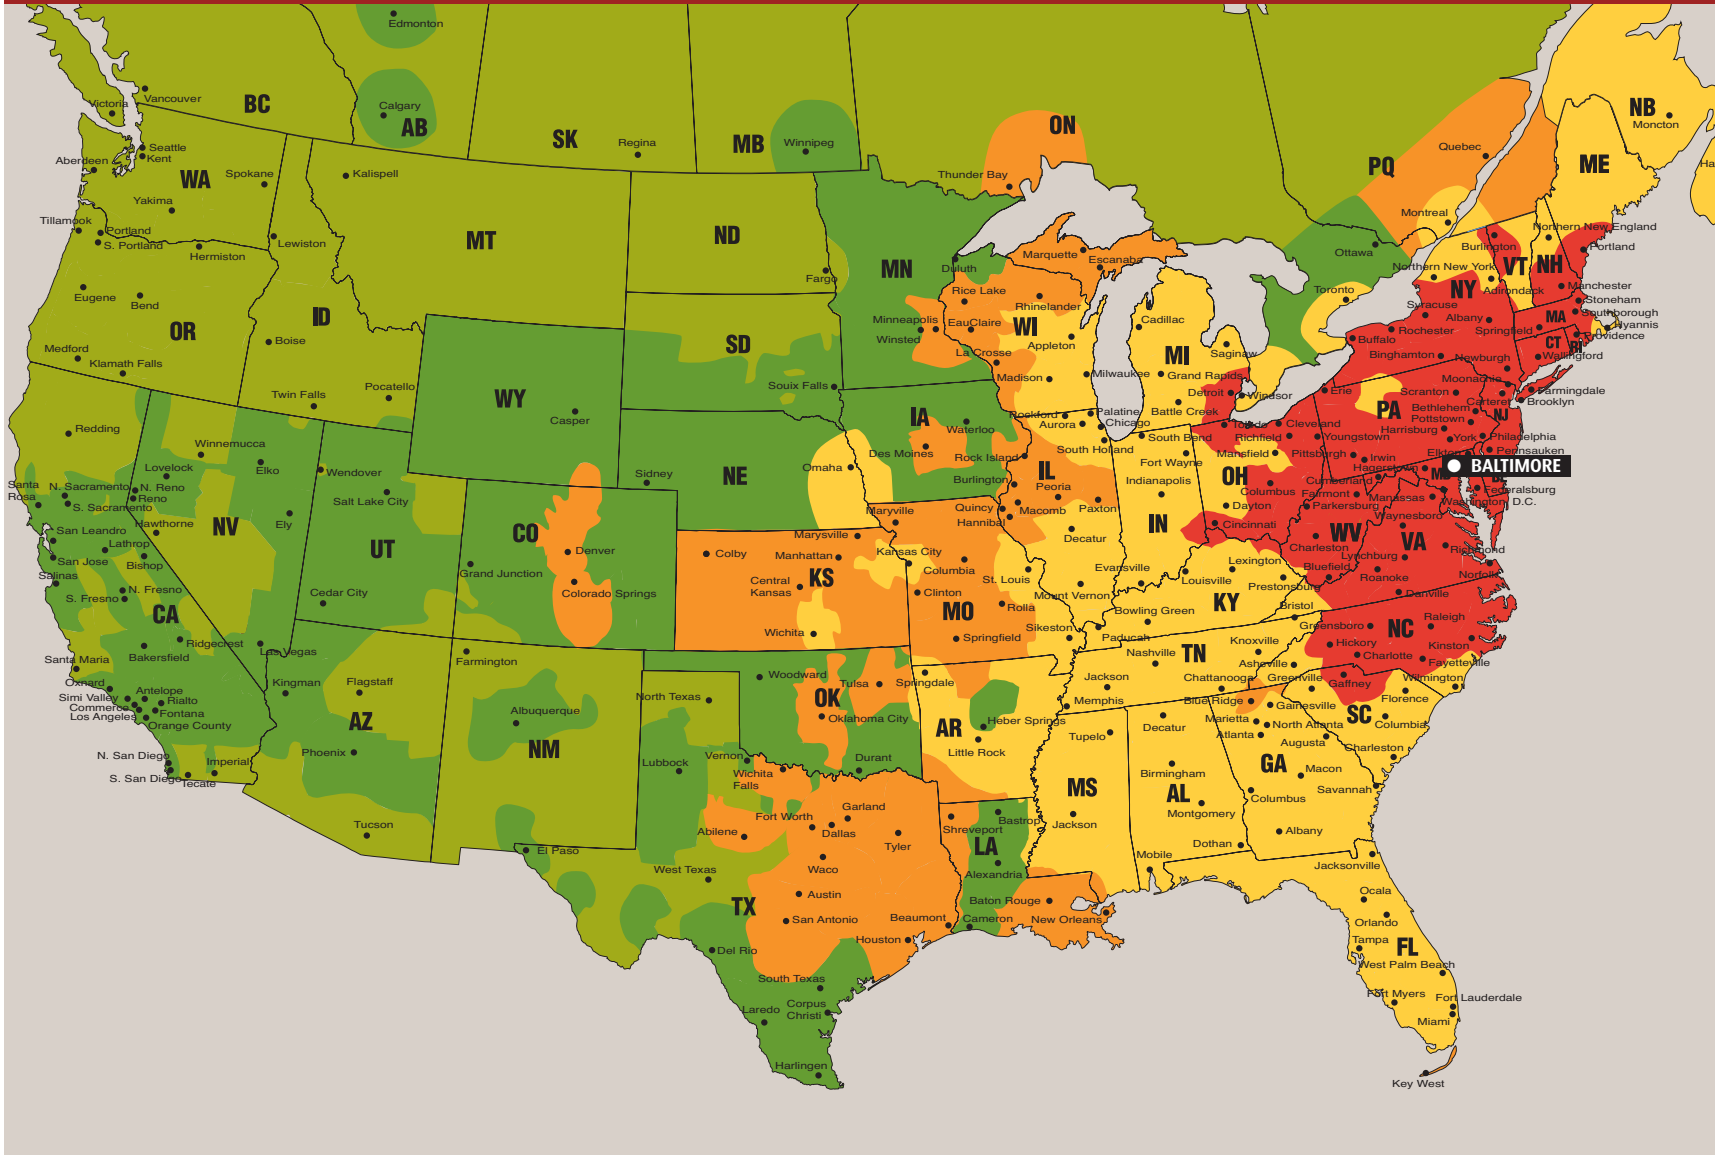 Edmonton
Calgary
AB
Victoria
Vancouver
BC
SK
Regina
MB
Winnipeg
ON
Thunder Bay
PQ
Quebec
Montreal
Ottawa
Toronto
Windsor
NB
Moncton
Ha
ME
Northern New England
Portland
Seattle
Kent
Aberdeen
WA
Spokane
Yakima
Tillamook
Portland
S. Portland
Hermiston
Lewiston
Eugene
Bend
OR
Medford
Klamath Falls
Kalispell
MT
ID
Boise
Twin Falls
Pocatello
ND
Fargo
SD
Souix Falls
WY
Casper
NE
Sidney
Omaha
MN
Duluth
Minneapolis
Winsted
Marquette
Escanaba
Rice Lake
Rhinelander
EauClaire
WI
Appleton
La Crosse
Madison
Milwaukee
Cadillac
MI
Saginaw
Grand Rapids
Detroit
Battle Creek
IA
Waterloo
Des Moines
Rock Island
Burlington
Rockford
Palatine
Aurora
Chicago
South Holland
IL
Peoria
Macomb
Paxton
Quincy
Hannibal
Decatur
Mount Vernon
South Bend
Fort Wayne
Indianapolis
IN
Evansville
Toledo
Cleveland
Richfield
Youngstown
Mansfield
OH
Columbus
Dayton
Cincinnati
Burlington
VT
NH
Northern New York
Adirondack
NY
Manchester
Stoneham
Southborough
MA
Hyannis
Providence
CT
RI
Wallingford
Springfield
Syracuse
Albany
Rochester
Buffalo
Binghamton
Newburgh
Moonachie
Farmingdale
Brooklyn
Carteret
NJ
Erie
PA
Scranton
Bethlehem
Pottstown
Harrisburg
York
Philadelphia
Pennsauken
Pittsburgh
Irwin
Hagerstown
Elkton
BALTIMORE
Cumberland
Fairmont
Manassas
Washington, D.C.
Federalsburg
Parkersburg
WV
Charleston
Bluefield
Waynesboro
VA
Richmond
Lynchburg
Roanoke
Norfolk
Danville
Redding
Winnemucca
Elko
Wendover
Lovelock
Santa Rosa
N. Sacramento
S. Sacramento
N. Reno
Reno
Salt Lake City
Hawthorne
NV
Ely
UT
San Leandro
Lathrop
San Jose
Bishop
Salinas
N. Fresno
S. Fresno
CA
Cedar City
Ridgecrest
Bakersfield
Las Vegas
Santa Maria
Oxnard
Simi Valley
Antelope
Commerce
Rialto
Los Angeles
Fontana
Orange County
N. San Diego
S. San Diego
Imperial
Tecate
Kingman
Flagstaff
AZ
Phoenix
Tucson
CO
Denver
Grand Junction
Colorado Springs
Farmington
Albuquerque
NM
El Paso
Colby
Marysville
Manhattan
Central Kansas
KS
Wichita
Maryville
Kansas City
Columbia
St. Louis
Clinton
MO
Rolla
Springfield
Sikeston
Lexington
Louisville
Prestonsburg
KY
Bowling Green
Paducah
Bristol
Knoxville
TN
Nashville
Jackson
Chattanooga
Memphis
Greensboro
Raleigh
NC
Hickory
Kinston
Charlotte
Fayetteville
Asheville
Wilmington
Greenville
Gaffney
Florence
SC
Columbia
Charleston
Woodward
OK
Tulsa
Oklahoma City
Durant
Springdale
AR
Heber Springs
Little Rock
North Texas
Lubbock
Vernon
Wichita Falls
Fort Worth
Garland
Dallas
Abilene
Tyler
West Texas
Waco
TX
Austin
San Antonio
Del Rio
Beaumont
Houston
South Texas
Laredo
Corpus Christi
Harlingen
Shreveport
Bastrop
LA
Alexandria
Baton Rouge
Cameron
New Orleans
Tupelo
MS
Jackson
Decatur
Birmingham
AL
Montgomery
Dothan
Mobile
Blue Ridge
Gainesville
Marietta
North Atlanta
Atlanta
Augusta
GA
Macon
Savannah
Columbus
Albany
Jacksonville
Ocala
Orlando
Tampa
FL
West Palm Beach
Fort Myers
Fort Lauderdale
Miami
Key West